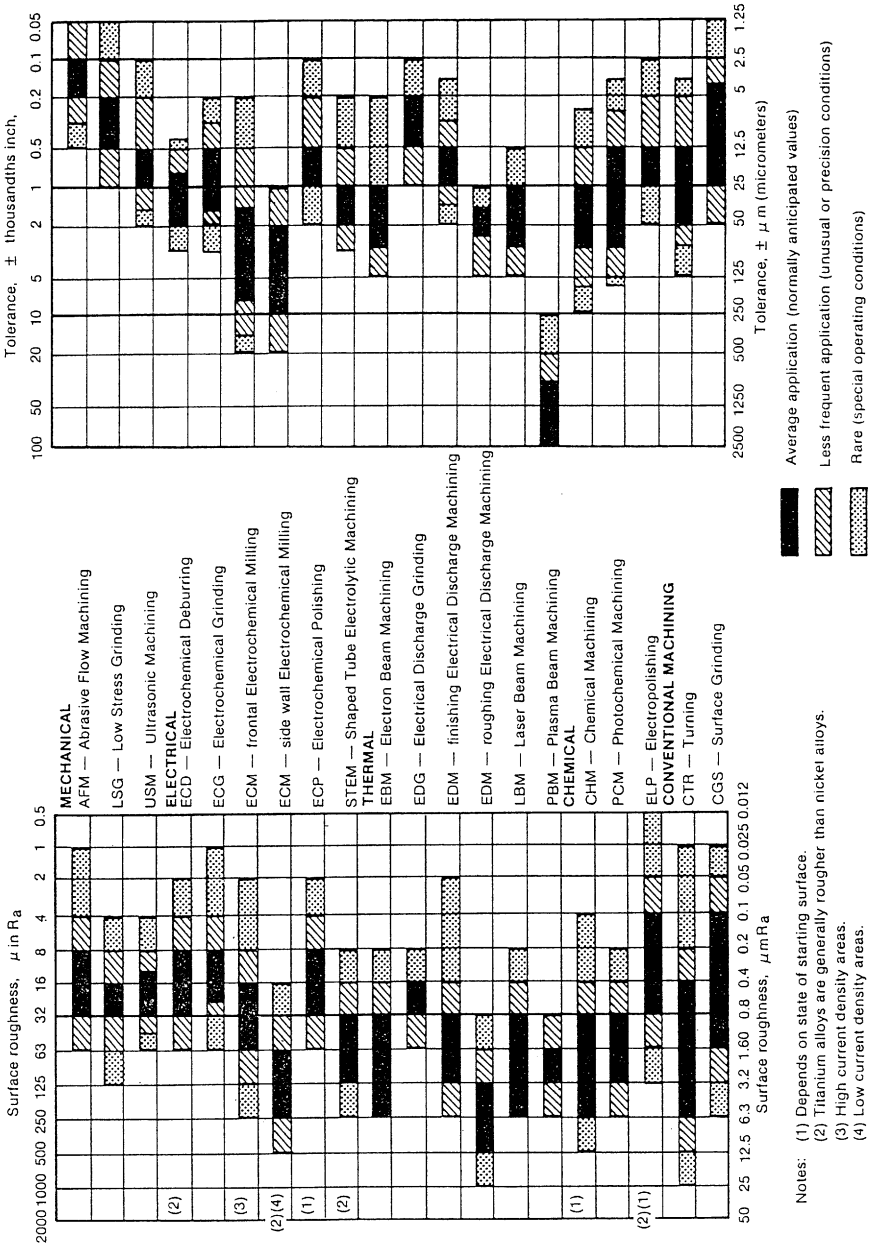 Surface roughness, μ in Ra
2000 1000 500 250 125 63 32 16 8 4 2 1 0.5
Tolerance, ± thousandths inch,
100 50 20 10 5 2 1 0.5 0.2 0.1 0.05
MECHANICAL
AFM — Abrasive Flow Machining
LSG — Low Stress Grinding
USM — Ultrasonic Machining
ELECTRICAL
(2) ECD — Electrochemical Deburring
ECG — Electrochemical Grinding
(3) ECM — frontal Electrochemical Milling
(2)(4) ECM — side wall Electrochemical Milling
(1) ECP — Electrochemical Polishing
(2) STEM — Shaped Tube Electrolytic Machining
THERMAL
EBM — Electron Beam Machining
EDG — Electrical Discharge Grinding
EDM — finishing Electrical Discharge Machining
EDM — roughing Electrical Discharge Machining
LBM — Laser Beam Machining
PBM — Plasma Beam Machining
CHEMICAL
(1) CHM — Chemical Machining
PCM — Photochemical Machining
(2)(1) ELP — Electropolishing
CONVENTIONAL MACHINING
CTR — Turning
CGS — Surface Grinding
50 25 12.5 6.3 3.2 1.60 0.8 0.4 0.2 0.1 0.05 0.025 0.012
Surface roughness, μmRa
2500 1250 500 250 125 50 25 12.5 5 2.5 1.25
Tolerance, ± μm (micrometers)
Notes: (1) Depends on state of starting surface.
(2) Titanium alloys are generally rougher than nickel alloys.
(3) High current density areas.
(4) Low current density areas.
Average application (normally anticipated values)
Less frequent application (unusual or precision conditions)
Rare (special operating conditions)